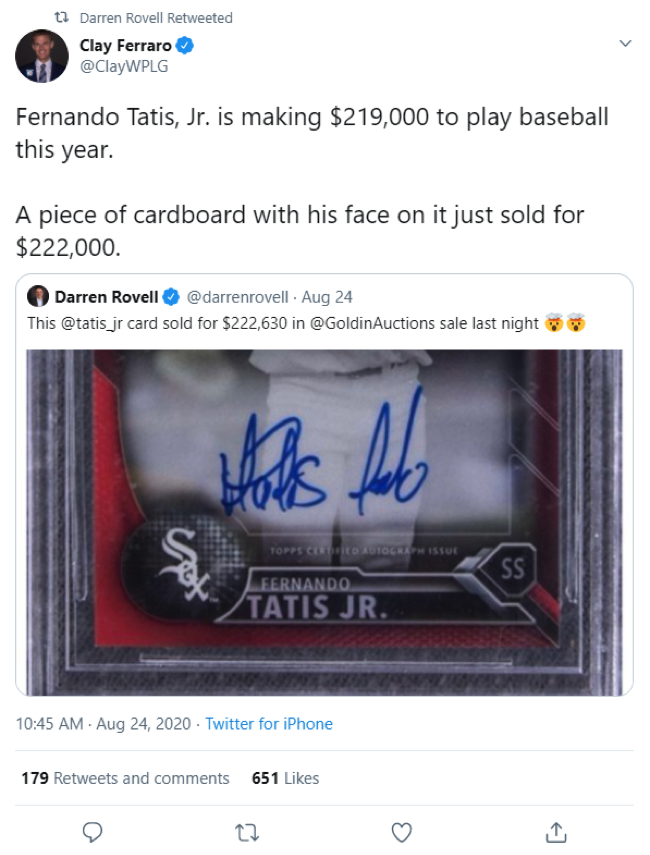 Darren Rovell Retweeted
Clay Ferraro
@ClayWPLG
Fernando Tatis, Jr. is making $219,000 to play baseball
this year.
A piece of cardboard with his face on it just sold for
$222,000.
Darren Rovell @darrenrovell · Aug 24
This @tatis_jr card sold for $222,630 in @GoldinAuctions sale last night 🤯🤯
Tatis Jr.
Sox
TOPPS CERTIFIED AUTOGRAPH ISSUE
SS
FERNANDO
TATIS JR.
10:45 AM · Aug 24, 2020 · Twitter for iPhone
179 Retweets and comments 651 Likes